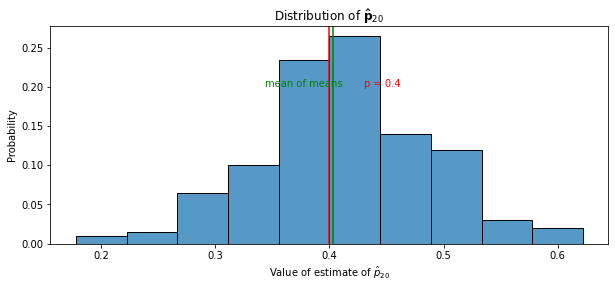 Distribution of p̂₂₀
0.25
0.20
0.15
0.10
0.05
0.00
Probability
mean of means
p = 0.4
0.2 0.3 0.4 0.5 0.6
Value of estimate of p̂₂₀